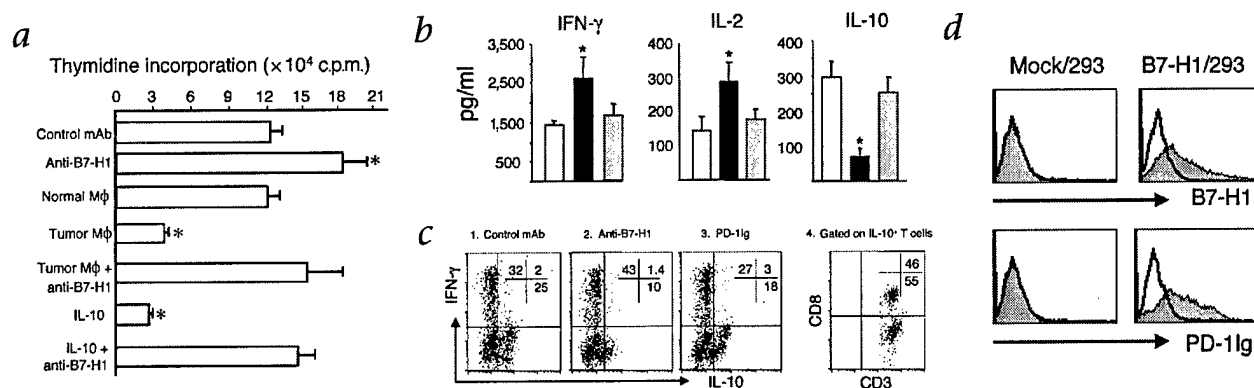 a
Thymidine incorporation (×10⁴ c.p.m.)
0 3 6 9 12 15 18 21
Control mAb
Anti-B7-H1
*
Normal Mϕ
Tumor Mϕ
*
Tumor Mϕ +
anti-B7-H1
IL-10
*
IL-10 +
anti-B7-H1
b
IFN-γ
IL-2
IL-10
pg/ml
3,500
2,500
1,500
500
*
400
300
200
100
*
400
300
200
100
*
c
1. Control mAb
2. Anti-B7-H1
3. PD-1Ig
4. Gated on IL-10⁺ T cells
IFN-γ
32 2
25
43 1.4
10
27 3
18
46
55
CD8
IL-10
CD3
d
Mock/293
B7-H1/293
B7-H1
PD-1Ig